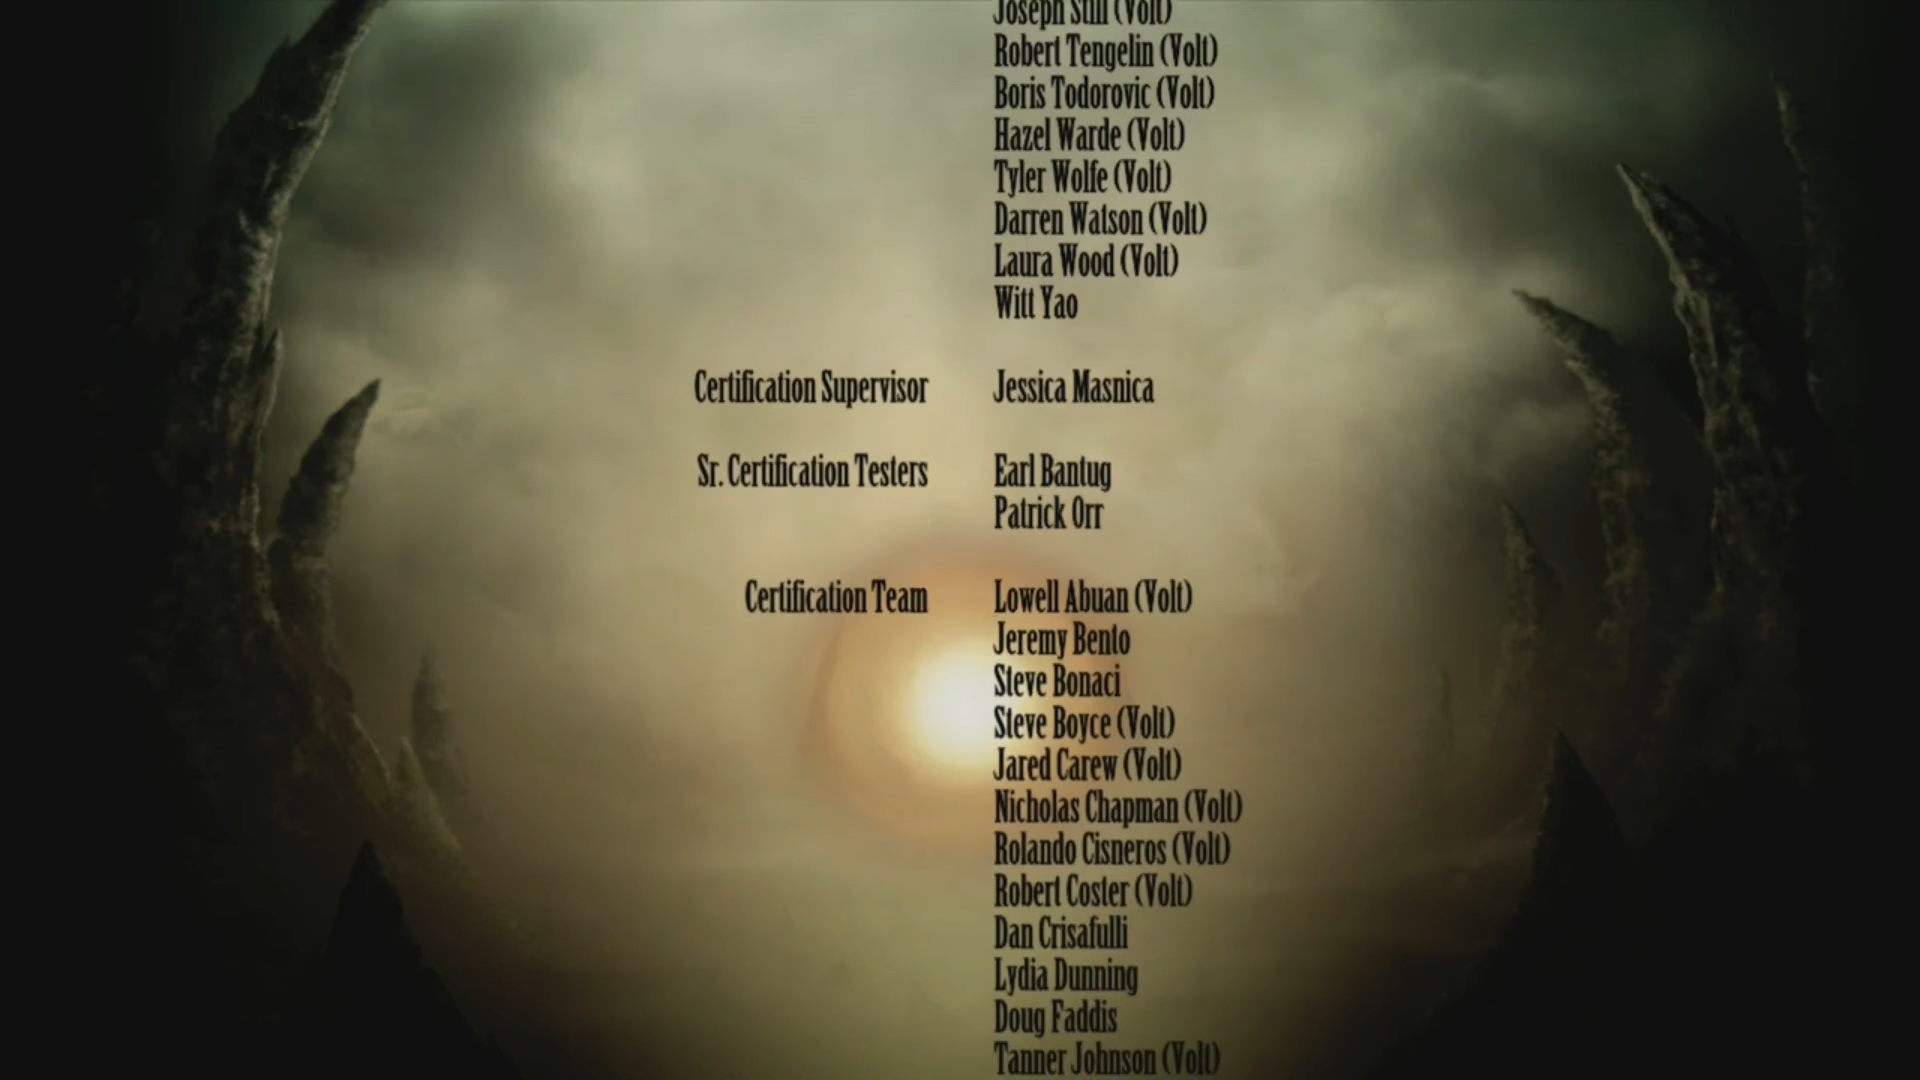 Joseph Still (Volt)
Robert Tengelin (Volt)
Boris Todorovic (Volt)
Hazel Warde (Volt)
Tyler Wolfe (Volt)
Darren Watson (Volt)
Laura Wood (Volt)
Witt Yao
Certification Supervisor Jessica Masnica
Sr. Certification Testers Earl Bantug
Patrick Orr
Certification Team Lowell Abuan (Volt)
Jeremy Bento
Steve Bonaci
Steve Boyce (Volt)
Jared Carew (Volt)
Nicholas Chapman (Volt)
Rolando Cisneros (Volt)
Robert Coster (Volt)
Dan Crisafulli
Lydia Dunning
Doug Faddis
Tanner Johnson (Volt)